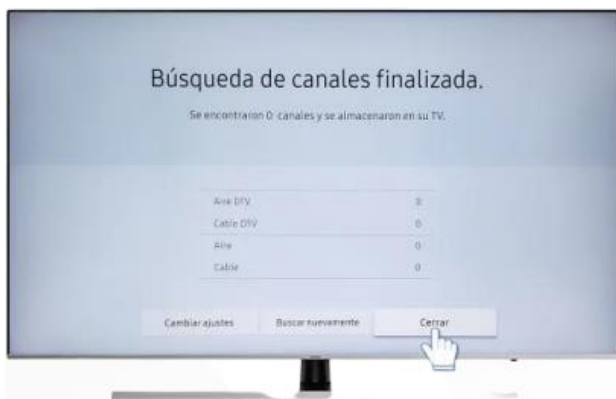 Búsqueda de canales finalizada.
Se encontraron 0 canales y se almacenaron en su TV.
Aire DTV 0
Cable DTV 0
Aire 0
Cable 0
Cambiar ajustes Buscar nuevamente Cerrar